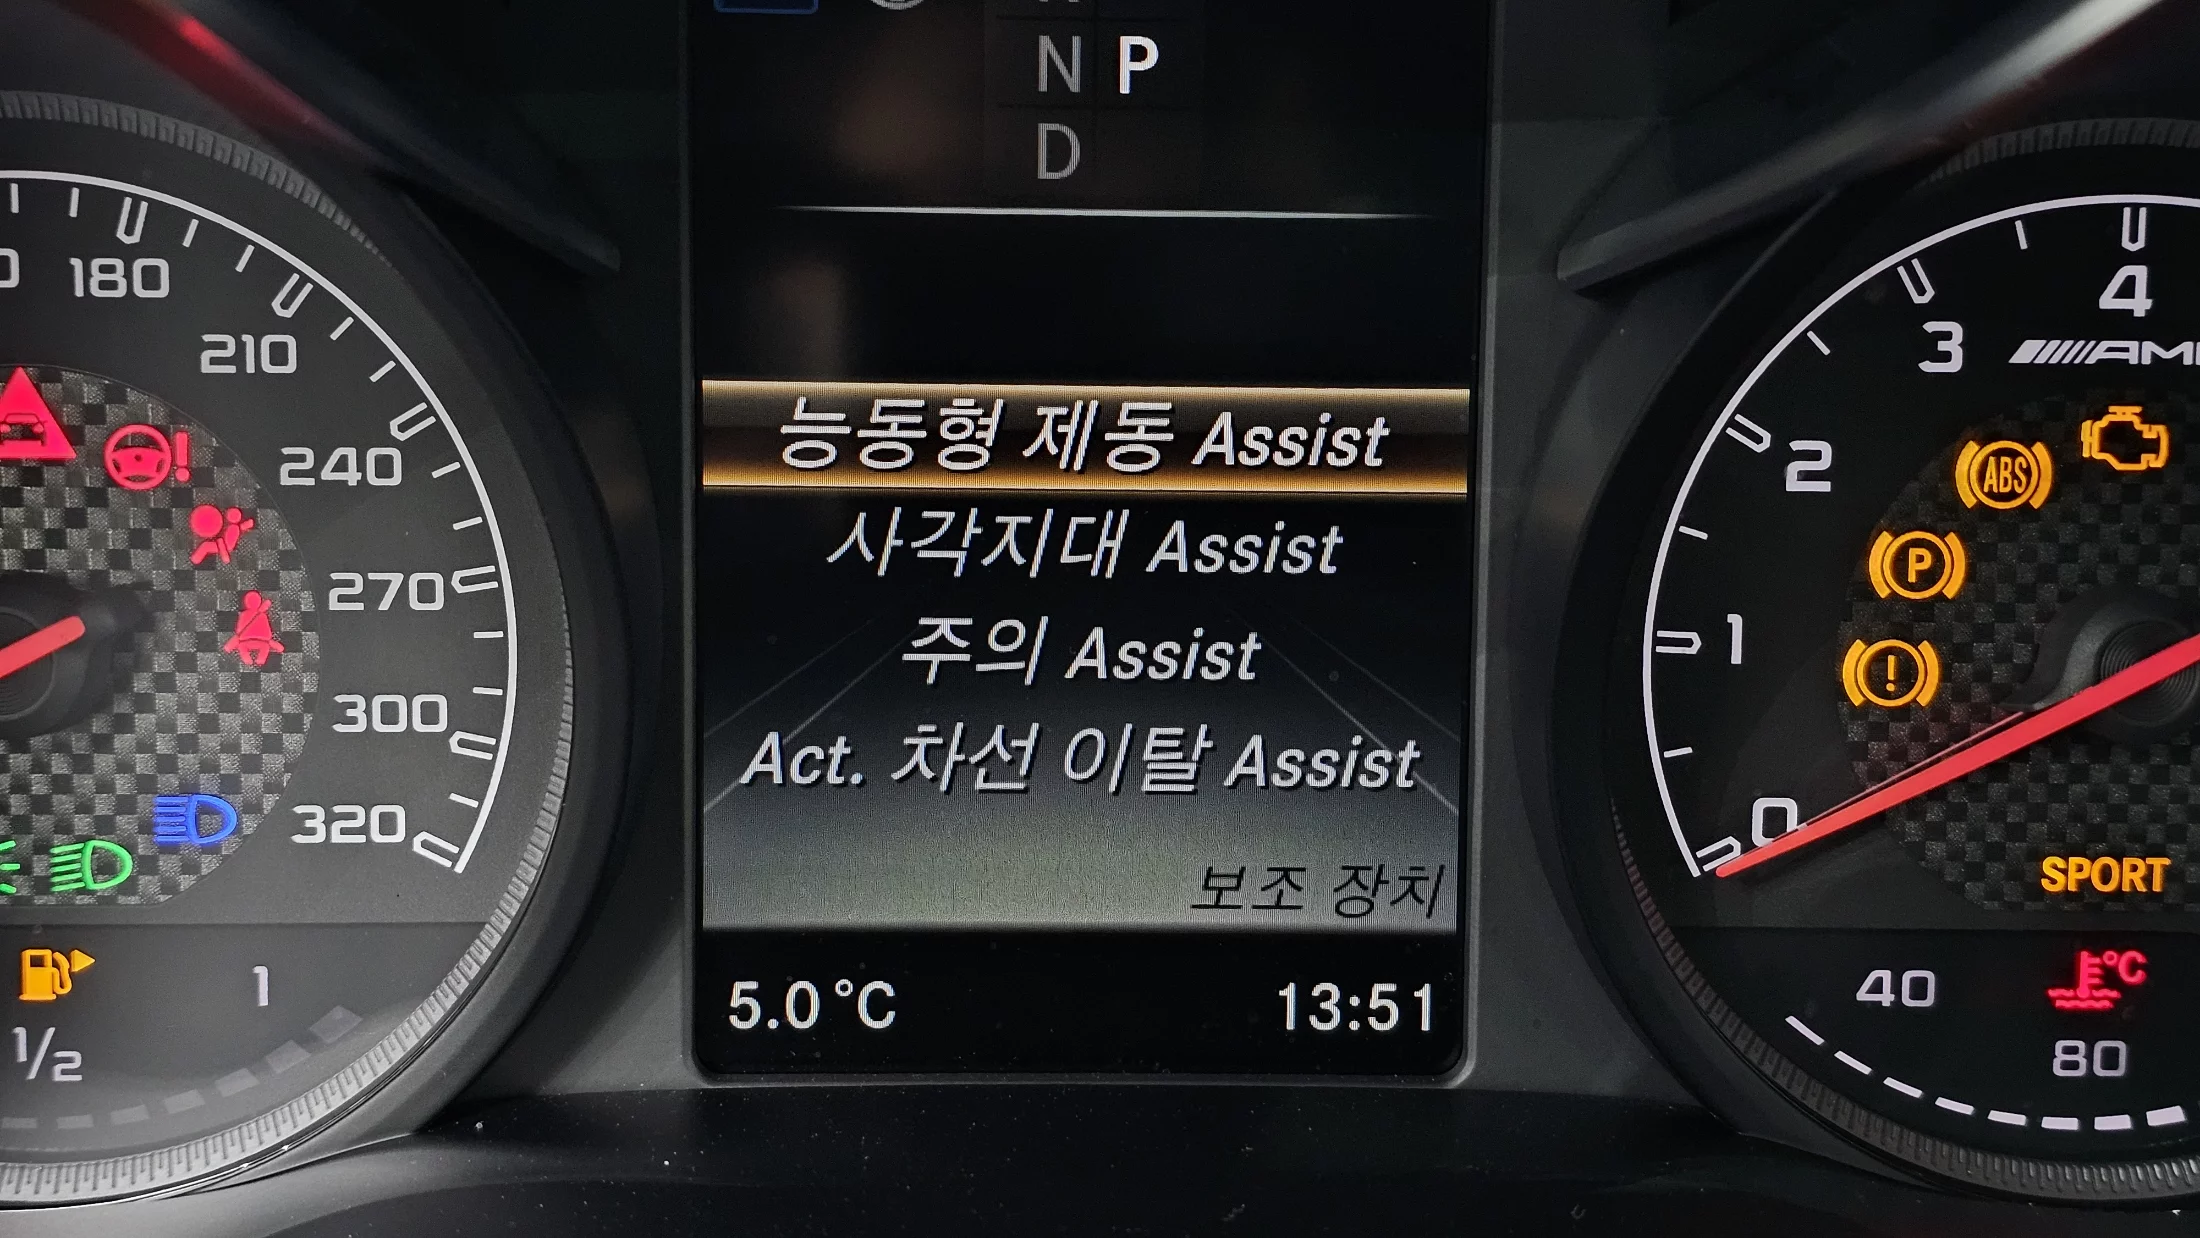 N P
D
180
210
240
270
300
320
1
1/2
능동형 제동 Assist
사각지대 Assist
주의 Assist
Act. 차선 이탈 Assist
보조 장치
5.0 °C 13:51
4
3
2
1
0
ABS
P
!
!
SPORT
40
°C
80